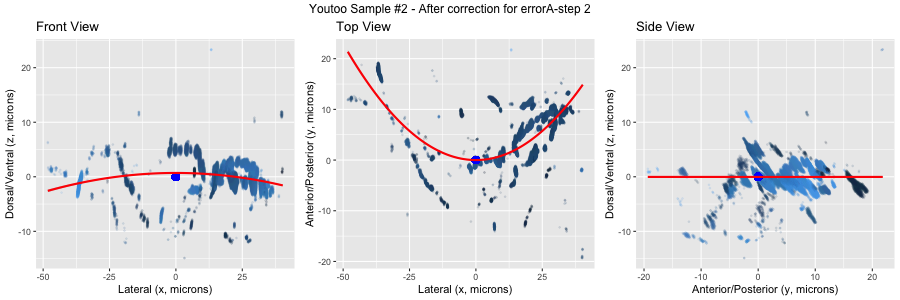 Youtoo Sample #2 - After correction for errorA-step 2
Front View
Top View
Side View
Dorsal/Ventral (z, microns)
20
10
0
-10
-50
-25
0
25
Lateral (x, microns)
Anterior/Posterior (y, microns)
20
10
0
-10
-20
-50
-25
0
25
Lateral (x, microns)
Dorsal/Ventral (z, microns)
20
10
0
-10
-20
-10
0
10
20
Anterior/Posterior (y, microns)